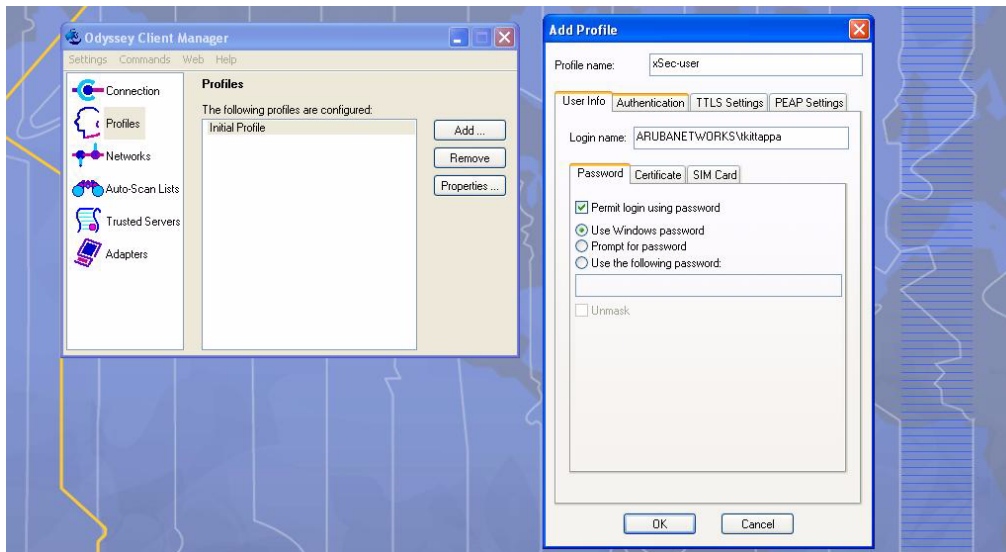 Odyssey Client Manager
Settings Commands Web Help
Connection
Profiles
Networks
Auto-Scan Lists
Trusted Servers
Adapters
Profiles
The following profiles are configured:
Initial Profile
Add ...
Remove
Properties ...
Add Profile
Profile name: xSec-user
User Info Authentication TTLS Settings PEAP Settings
Login name: ARUBANETWORKS\tkittappa
Password Certificate SIM Card
Permit login using password
Use Windows password
Prompt for password
Use the following password:
Unmask
OK Cancel